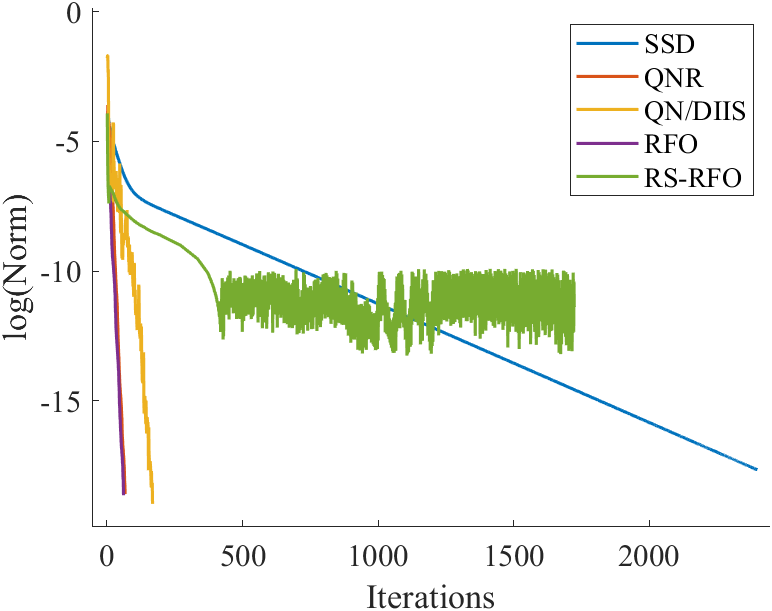 0
-5
-10
-15
log(Norm)
SSD
QNR
QN/DIIS
RFO
RS-RFO
0 500 1000 1500 2000
Iterations